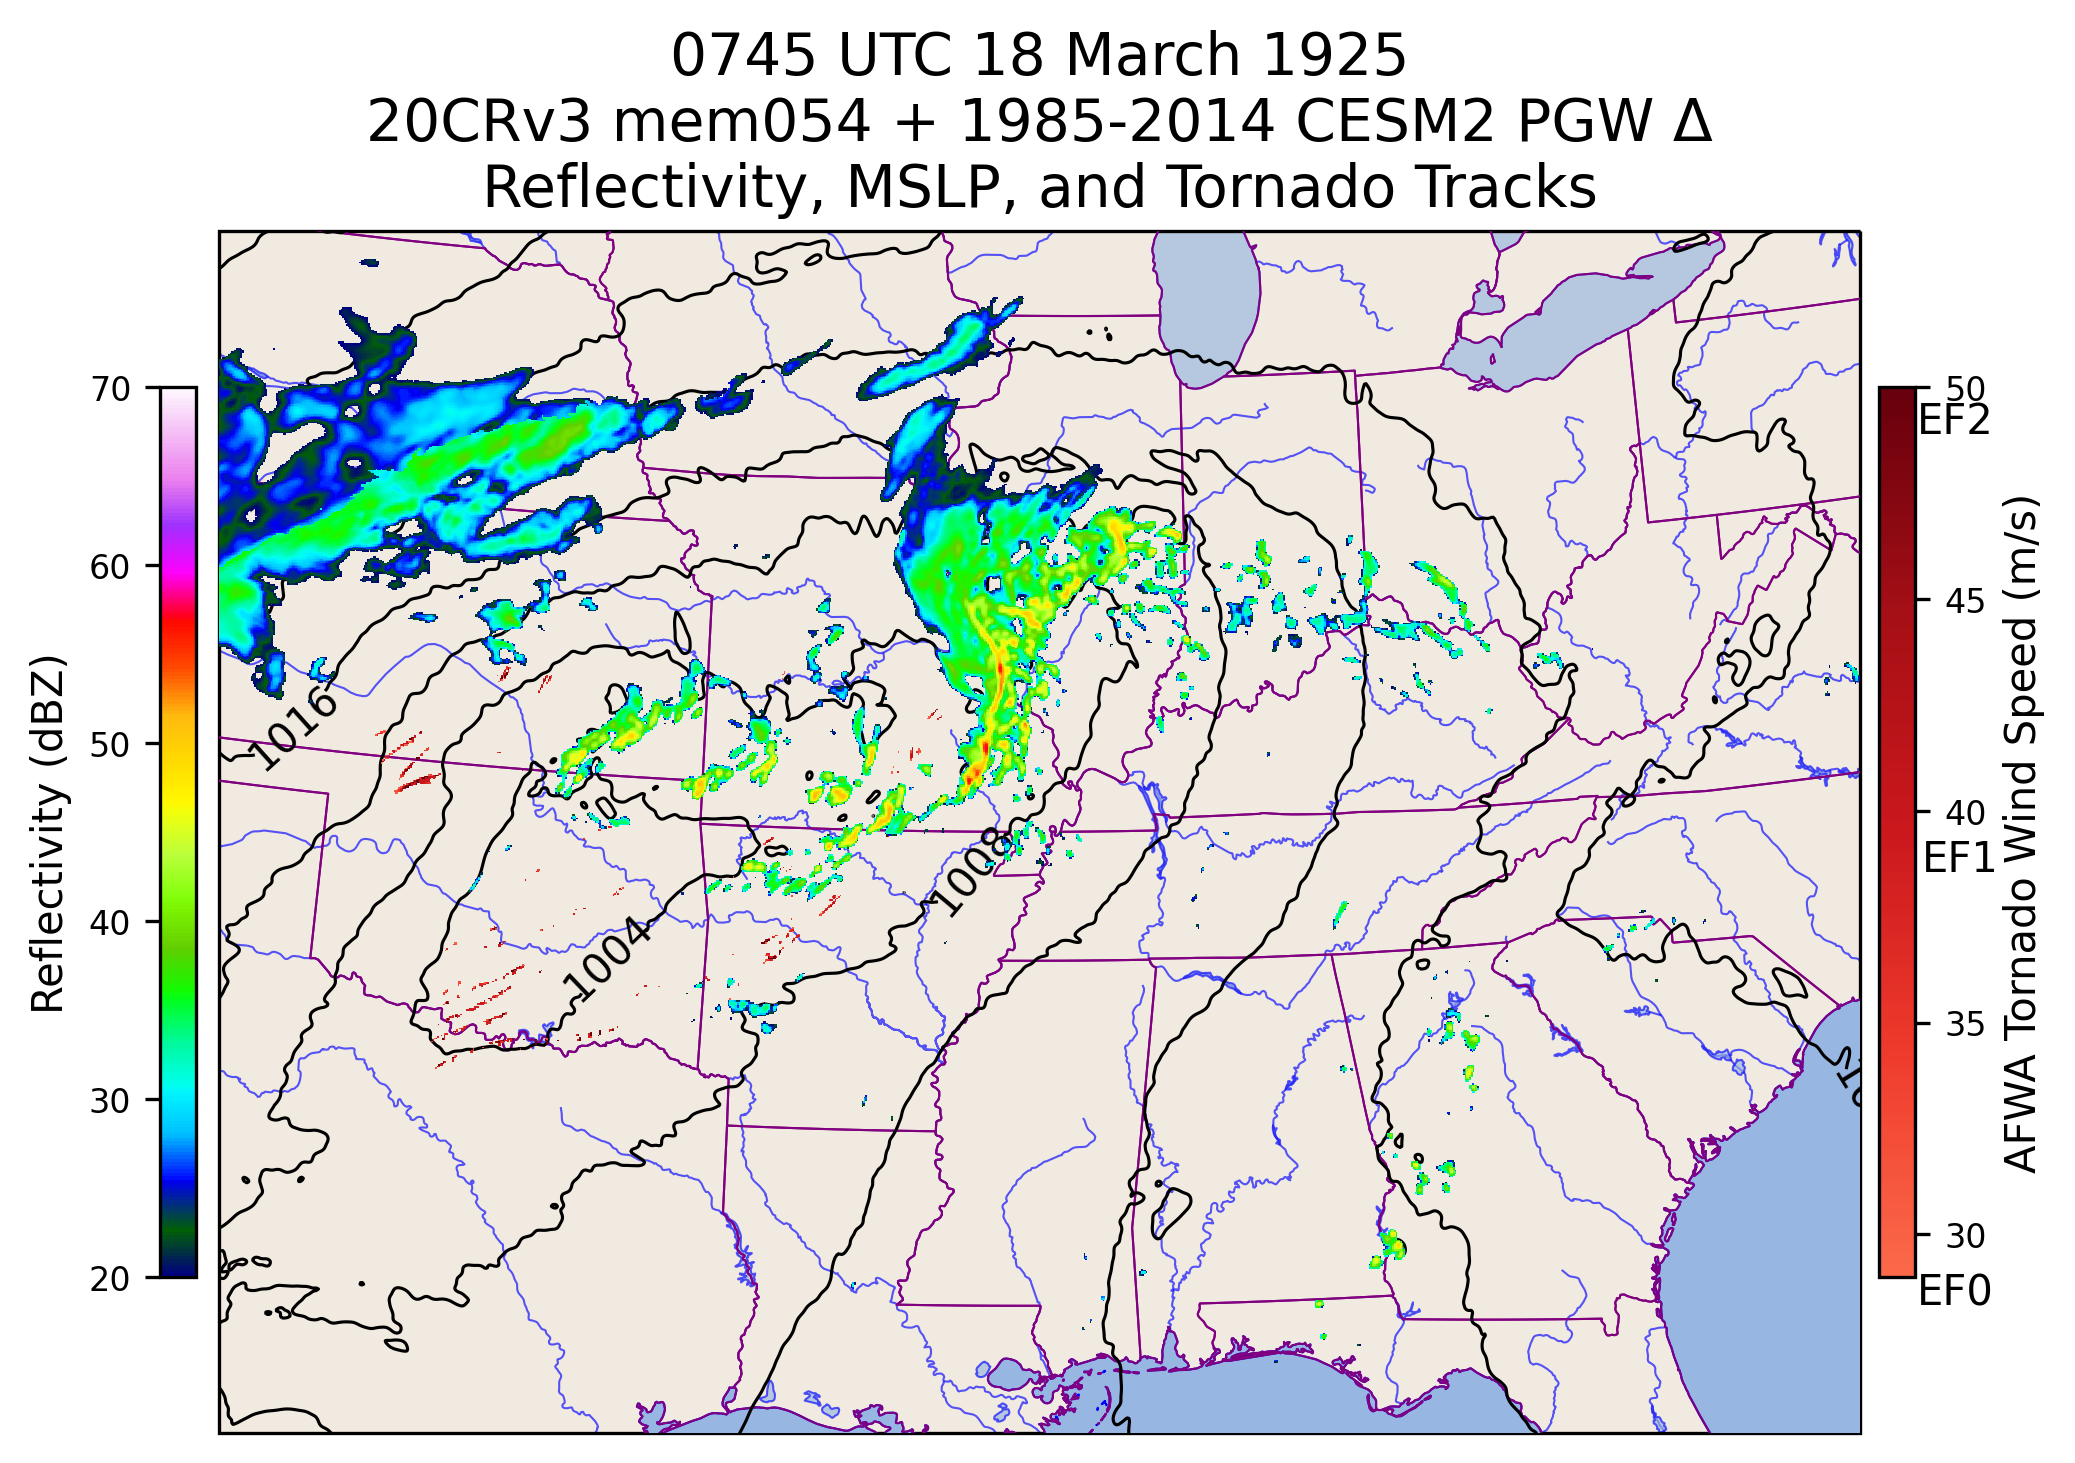 0745 UTC 18 March 1925
20CRv3 mem054 + 1985-2014 CESM2 PGW Δ
Reflectivity, MSLP, and Tornado Tracks
70
60
50
40
30
20
Reflectivity (dBZ)
1016
1004
1008
50
EF2
45
40
EF1
35
30
EF0
AFWA Tornado Wind Speed (m/s)